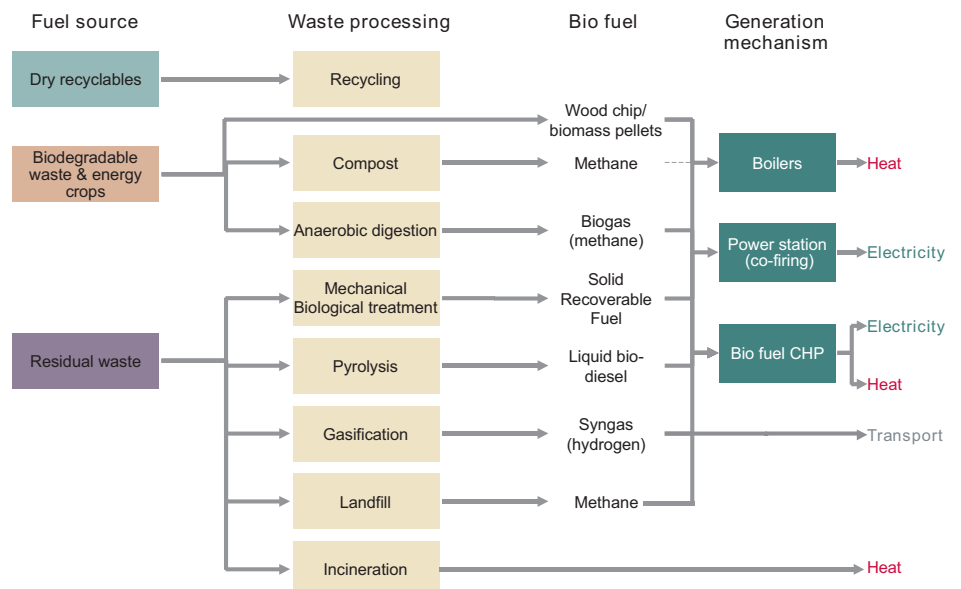 Fuel source
Waste processing
Bio fuel
Generation
mechanism
Dry recyclables
Recycling
Wood chip/
biomass pellets
Biodegradable
waste & energy
crops
Compost
Methane
Boilers
Heat
Anaerobic digestion
Biogas
(methane)
Power station
(co-firing)
Electricity
Mechanical
Biological treatment
Solid
Recoverable
Fuel
Residual waste
Pyrolysis
Liquid bio-
diesel
Bio fuel CHP
Electricity
Heat
Gasification
Syngas
(hydrogen)
Transport
Landfill
Methane
Incineration
Heat